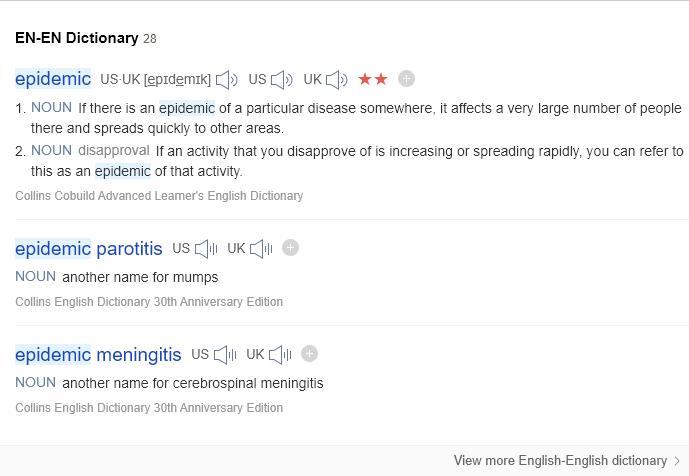 EN-EN Dictionary 28
epidemic US·UK [epɪdemɪk] US UK
1. NOUN If there is an epidemic of a particular disease somewhere, it affects a very large number of people
there and spreads quickly to other areas.
2. NOUN disapproval If an activity that you disapprove of is increasing or spreading rapidly, you can refer to
this as an epidemic of that activity.
Collins Cobuild Advanced Learner's English Dictionary
epidemic parotitis US UK
NOUN another name for mumps
Collins English Dictionary 30th Anniversary Edition
epidemic meningitis US UK
NOUN another name for cerebrospinal meningitis
Collins English Dictionary 30th Anniversary Edition
View more English-English dictionary